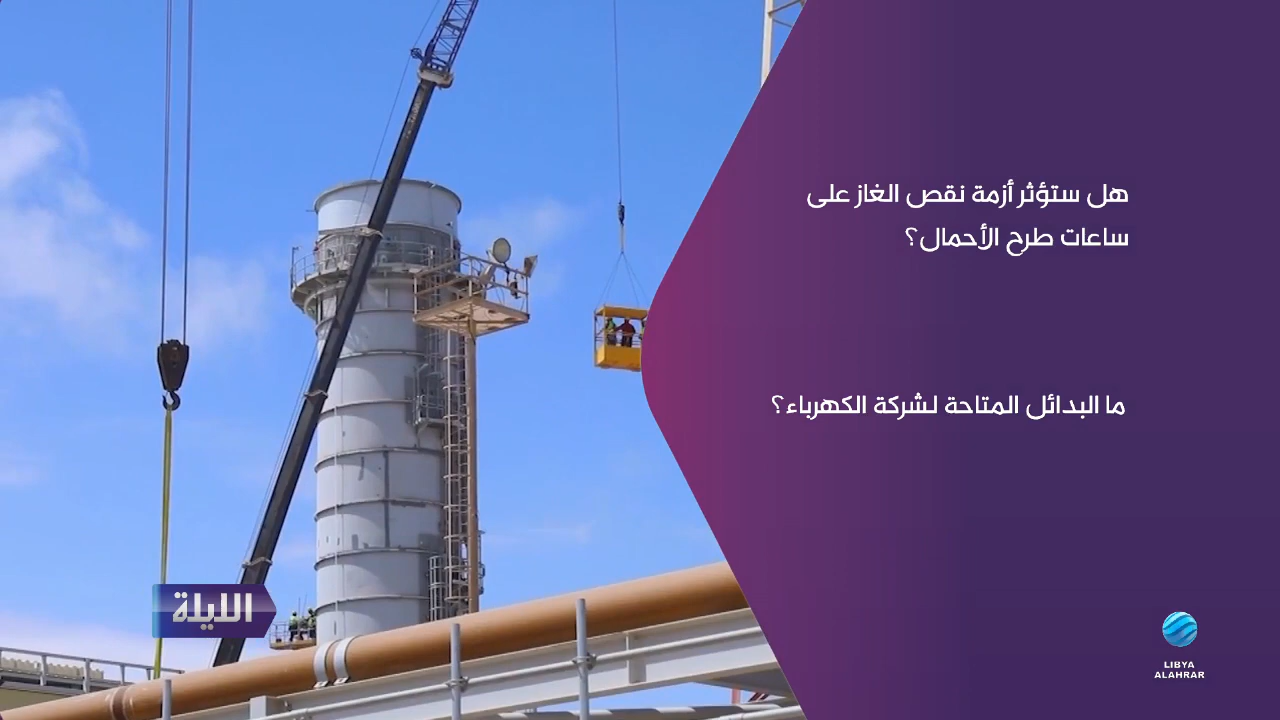 هل ستؤثر أزمة نقص الغاز على
ساعات طرح الأحمال؟
ما البدائل المتاحة لشركة الكهرباء؟
الليلة
LIBYA
ALAHRAR